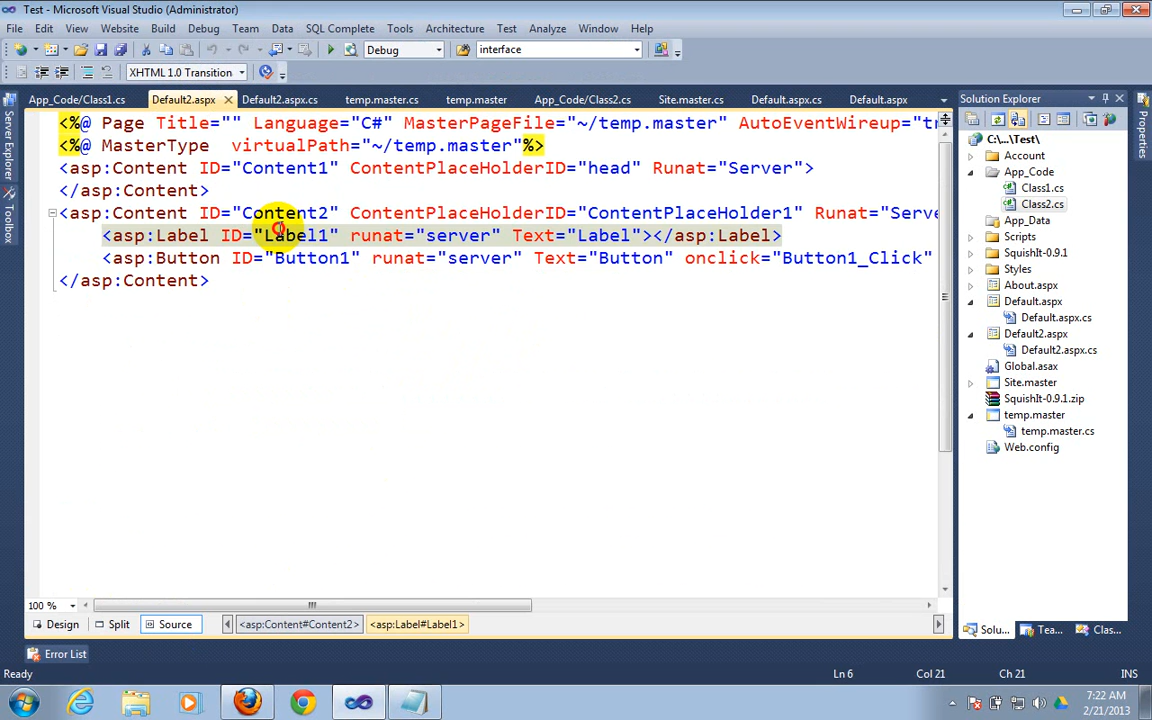 Test - Microsoft Visual Studio (Administrator)
File Edit View Website Build Debug Team Data SQL Complete Tools Architecture Test Analyze Window Help
Debug interface
XHTML 1.0 Transition
App_Code/Class1.cs Default2.aspx Default2.aspx.cs temp.master.cs temp.master App_Code/Class2.cs Site.master.cs Default.aspx.cs Default.aspx
<%@ Page Title="" Language="C#" MasterPageFile="~/temp.master" AutoEventWireup="tr
<%@ MasterType virtualPath="~/temp.master"%>
<asp:Content ID="Content1" ContentPlaceHolderID="head" Runat="Server">
</asp:Content>
<asp:Content ID="Content2" ContentPlaceHolderID="ContentPlaceHolder1" Runat="Serve
<asp:Label ID="Label1" runat="server" Text="Label"></asp:Label>
<asp:Button ID="Button1" runat="server" Text="Button" onclick="Button1_Click"
</asp:Content>
100 %
Design Split Source <asp:Content#Content2> <asp:Label#Label1>
Server Explorer
Toolbox
Solution Explorer
C:\...\Test\
Account
App_Code
Class1.cs
Class2.cs
App_Data
Scripts
SquishIt-0.9.1
Styles
About.aspx
Default.aspx
Default.aspx.cs
Default2.aspx
Default2.aspx.cs
Global.asax
Site.master
SquishIt-0.9.1.zip
temp.master
temp.master.cs
Web.config
Solu... Tea... Clas...
Properties
Error List
Ready Ln 6 Col 21 Ch 21 INS
7:22 AM
2/21/2013